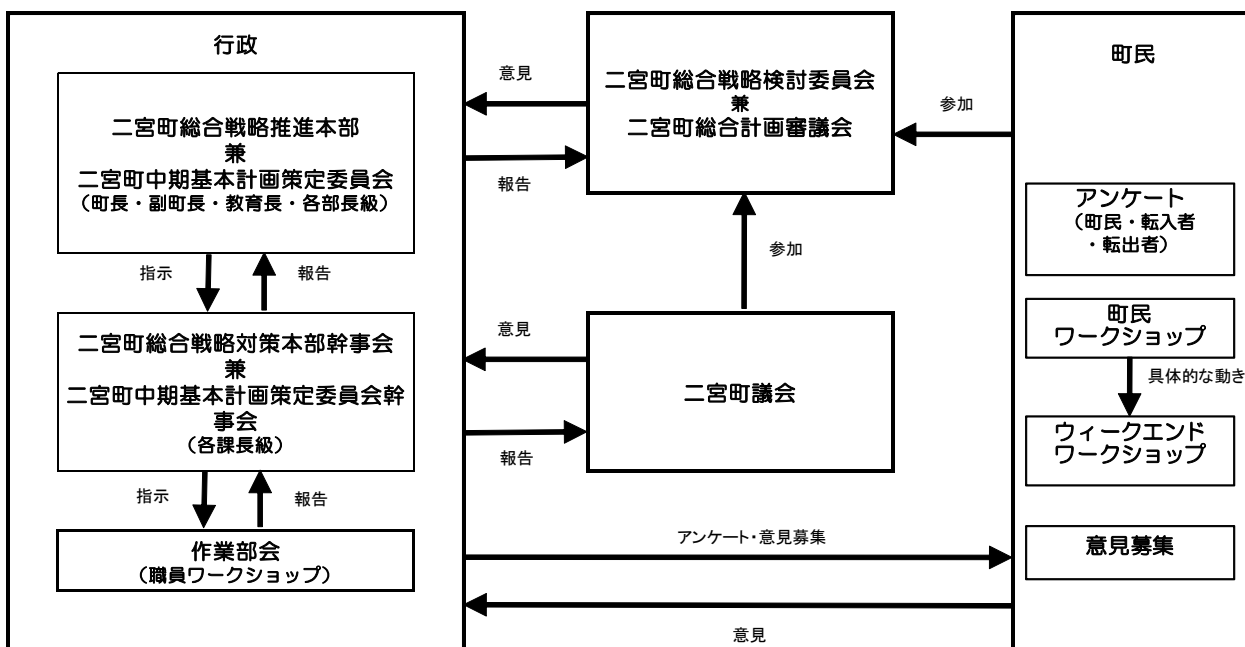 行政
二宮町総合戦略推進本部
兼
二宮町中期基本計画策定委員会
（町長・副町長・教育長・各部長級）
指示
報告
二宮町総合戦略対策本部幹事会
兼
二宮町中期基本計画策定委員会幹
事会
（各課長級）
指示
報告
作業部会
（職員ワークショップ）
意見
報告
二宮町総合戦略検討委員会
兼
二宮町総合計画審議会
参加
参加
意見
報告
二宮町議会
アンケート・意見募集
意見
町民
アンケート
（町民・転入者
・転出者）
町民
ワークショップ
具体的な動き
ウィークエンド
ワークショップ
意見募集